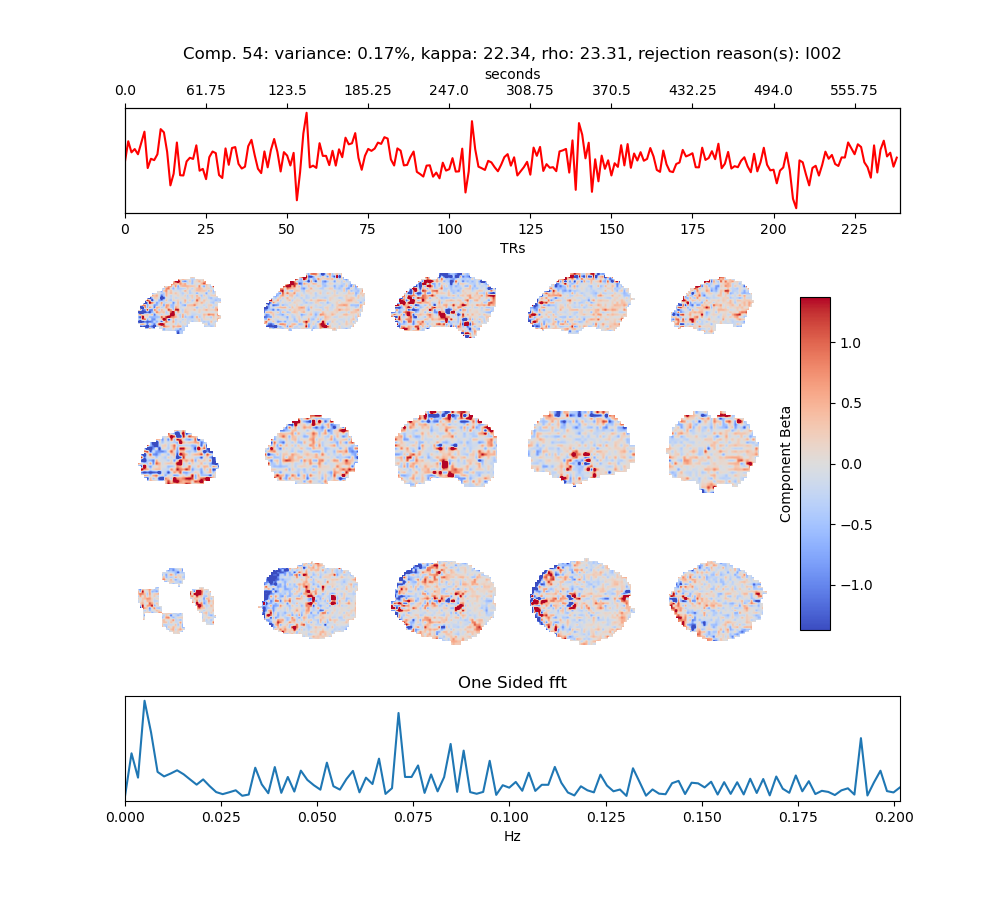 Comp. 54: variance: 0.17%, kappa: 22.34, rho: 23.31, rejection reason(s): I002
seconds
0.0 61.75 123.5 185.25 247.0 308.75 370.5 432.25 494.0 555.75
0 25 50 75 100 125 150 175 200 225
TRs
1.0
0.5
0.0
−0.5
−1.0
Component Beta
One Sided fft
0.000 0.025 0.050 0.075 0.100 0.125 0.150 0.175 0.200
Hz